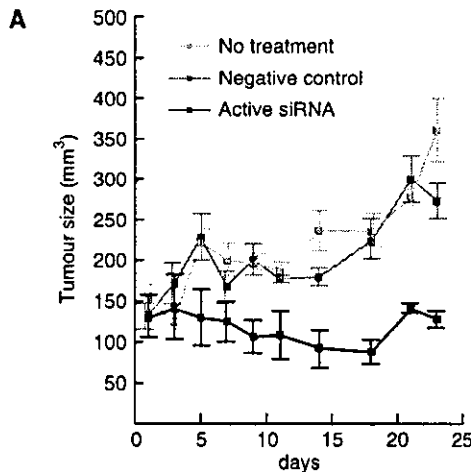 A
500
450
400
350
300
250
200
150
100
50
Tumour size (mm³)
No treatment
Negative control
Active siRNA
0 5 10 15 20 25
days